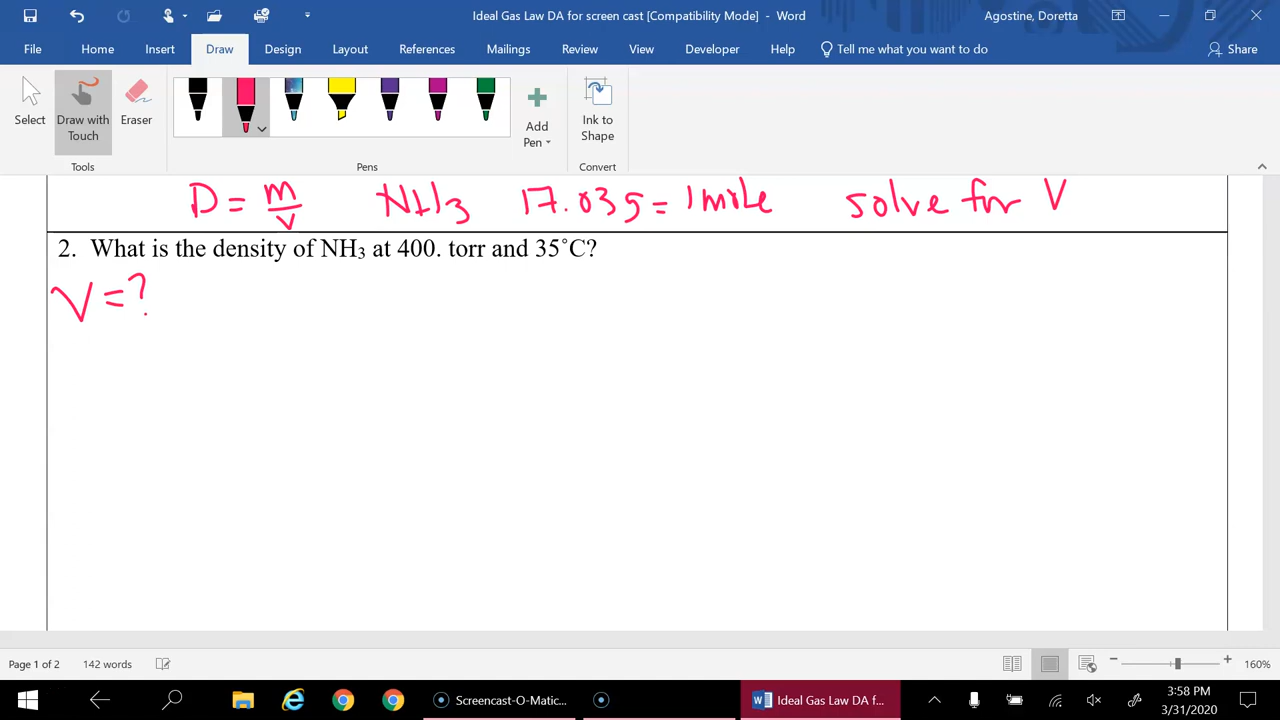 Ideal Gas Law DA for screen cast [Compatibility Mode] - Word
Agostine, Doretta
File Home Insert Draw Design Layout References Mailings Review View Developer Help Tell me what you want to do Share
Select
Draw with Touch
Eraser
Add Pen
Ink to Shape
Tools
Pens
Convert
D = m/V NH3 17.035 = 1 mole solve for V
2. What is the density of NH₃ at 400. torr and 35˚C?
V = ?
Page 1 of 2 142 words 160%
Screencast-O-Matic...
Ideal Gas Law DA f...
3:58 PM
3/31/2020